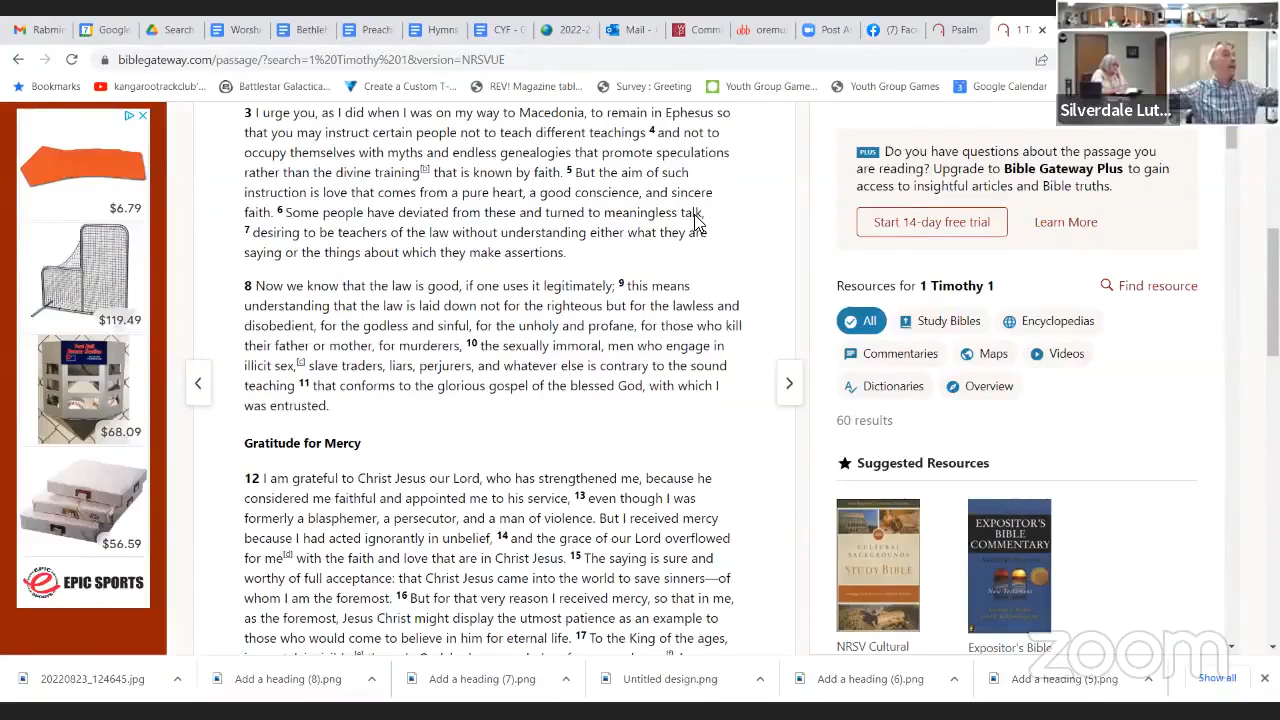 Rabmin
Google
Search
Worsh
Bethle
Preach
Hymns
CYF -
2022-2
Mail -
Comm
oremu
Post A
(7) Fac
Psalm
1 Ti
biblegateway.com/passage/?search=1%20Timothy%201&version=NRSVUE
Bookmarks
kangarootrackclub'...
Battlestar Galactica...
Create a Custom T-...
REV! Magazine tabl...
Survey : Greeting
Youth Group Game...
Youth Group Games
Google Calendar
Silverdale Lut...
3 I urge you, as I did when I was on my way to Macedonia, to remain in Ephesus so
that you may instruct certain people not to teach different teachings 4 and not to
occupy themselves with myths and endless genealogies that promote speculations
rather than the divine training[b] that is known by faith. 5 But the aim of such
instruction is love that comes from a pure heart, a good conscience, and sincere
faith. 6 Some people have deviated from these and turned to meaningless talk,
7 desiring to be teachers of the law without understanding either what they are
saying or the things about which they make assertions.
8 Now we know that the law is good, if one uses it legitimately; 9 this means
understanding that the law is laid down not for the righteous but for the lawless and
disobedient, for the godless and sinful, for the unholy and profane, for those who kill
their father or mother, for murderers, 10 the sexually immoral, men who engage in
illicit sex,[c] slave traders, liars, perjurers, and whatever else is contrary to the sound
teaching 11 that conforms to the glorious gospel of the blessed God, with which I
was entrusted.
Gratitude for Mercy
12 I am grateful to Christ Jesus our Lord, who has strengthened me, because he
considered me faithful and appointed me to his service, 13 even though I was
formerly a blasphemer, a persecutor, and a man of violence. But I received mercy
because I had acted ignorantly in unbelief, 14 and the grace of our Lord overflowed
for me[d] with the faith and love that are in Christ Jesus. 15 The saying is sure and
worthy of full acceptance: that Christ Jesus came into the world to save sinners—of
whom I am the foremost. 16 But for that very reason I received mercy, so that in me,
as the foremost, Jesus Christ might display the utmost patience as an example to
those who would come to believe in him for eternal life. 17 To the King of the ages,
$6.79
$119.49
$68.09
$56.59
EPIC SPORTS
PLUS Do you have questions about the passage you
are reading? Upgrade to Bible Gateway Plus to gain
access to insightful articles and Bible truths.
Start 14-day free trial
Learn More
Resources for 1 Timothy 1
Find resource
All
Study Bibles
Encyclopedias
Commentaries
Maps
Videos
Dictionaries
Overview
60 results
Suggested Resources
CULTURAL
BACKGROUNDS
STUDY BIBLE
EXPOSITOR'S
BIBLE
COMMENTARY
New Testament
NRSV Cultural
Expositor's Bible
zoom
20220823_124645.jpg
Add a heading (8).png
Add a heading (7).png
Untitled design.png
Add a heading (6).png
Add a heading (5).png
Show all